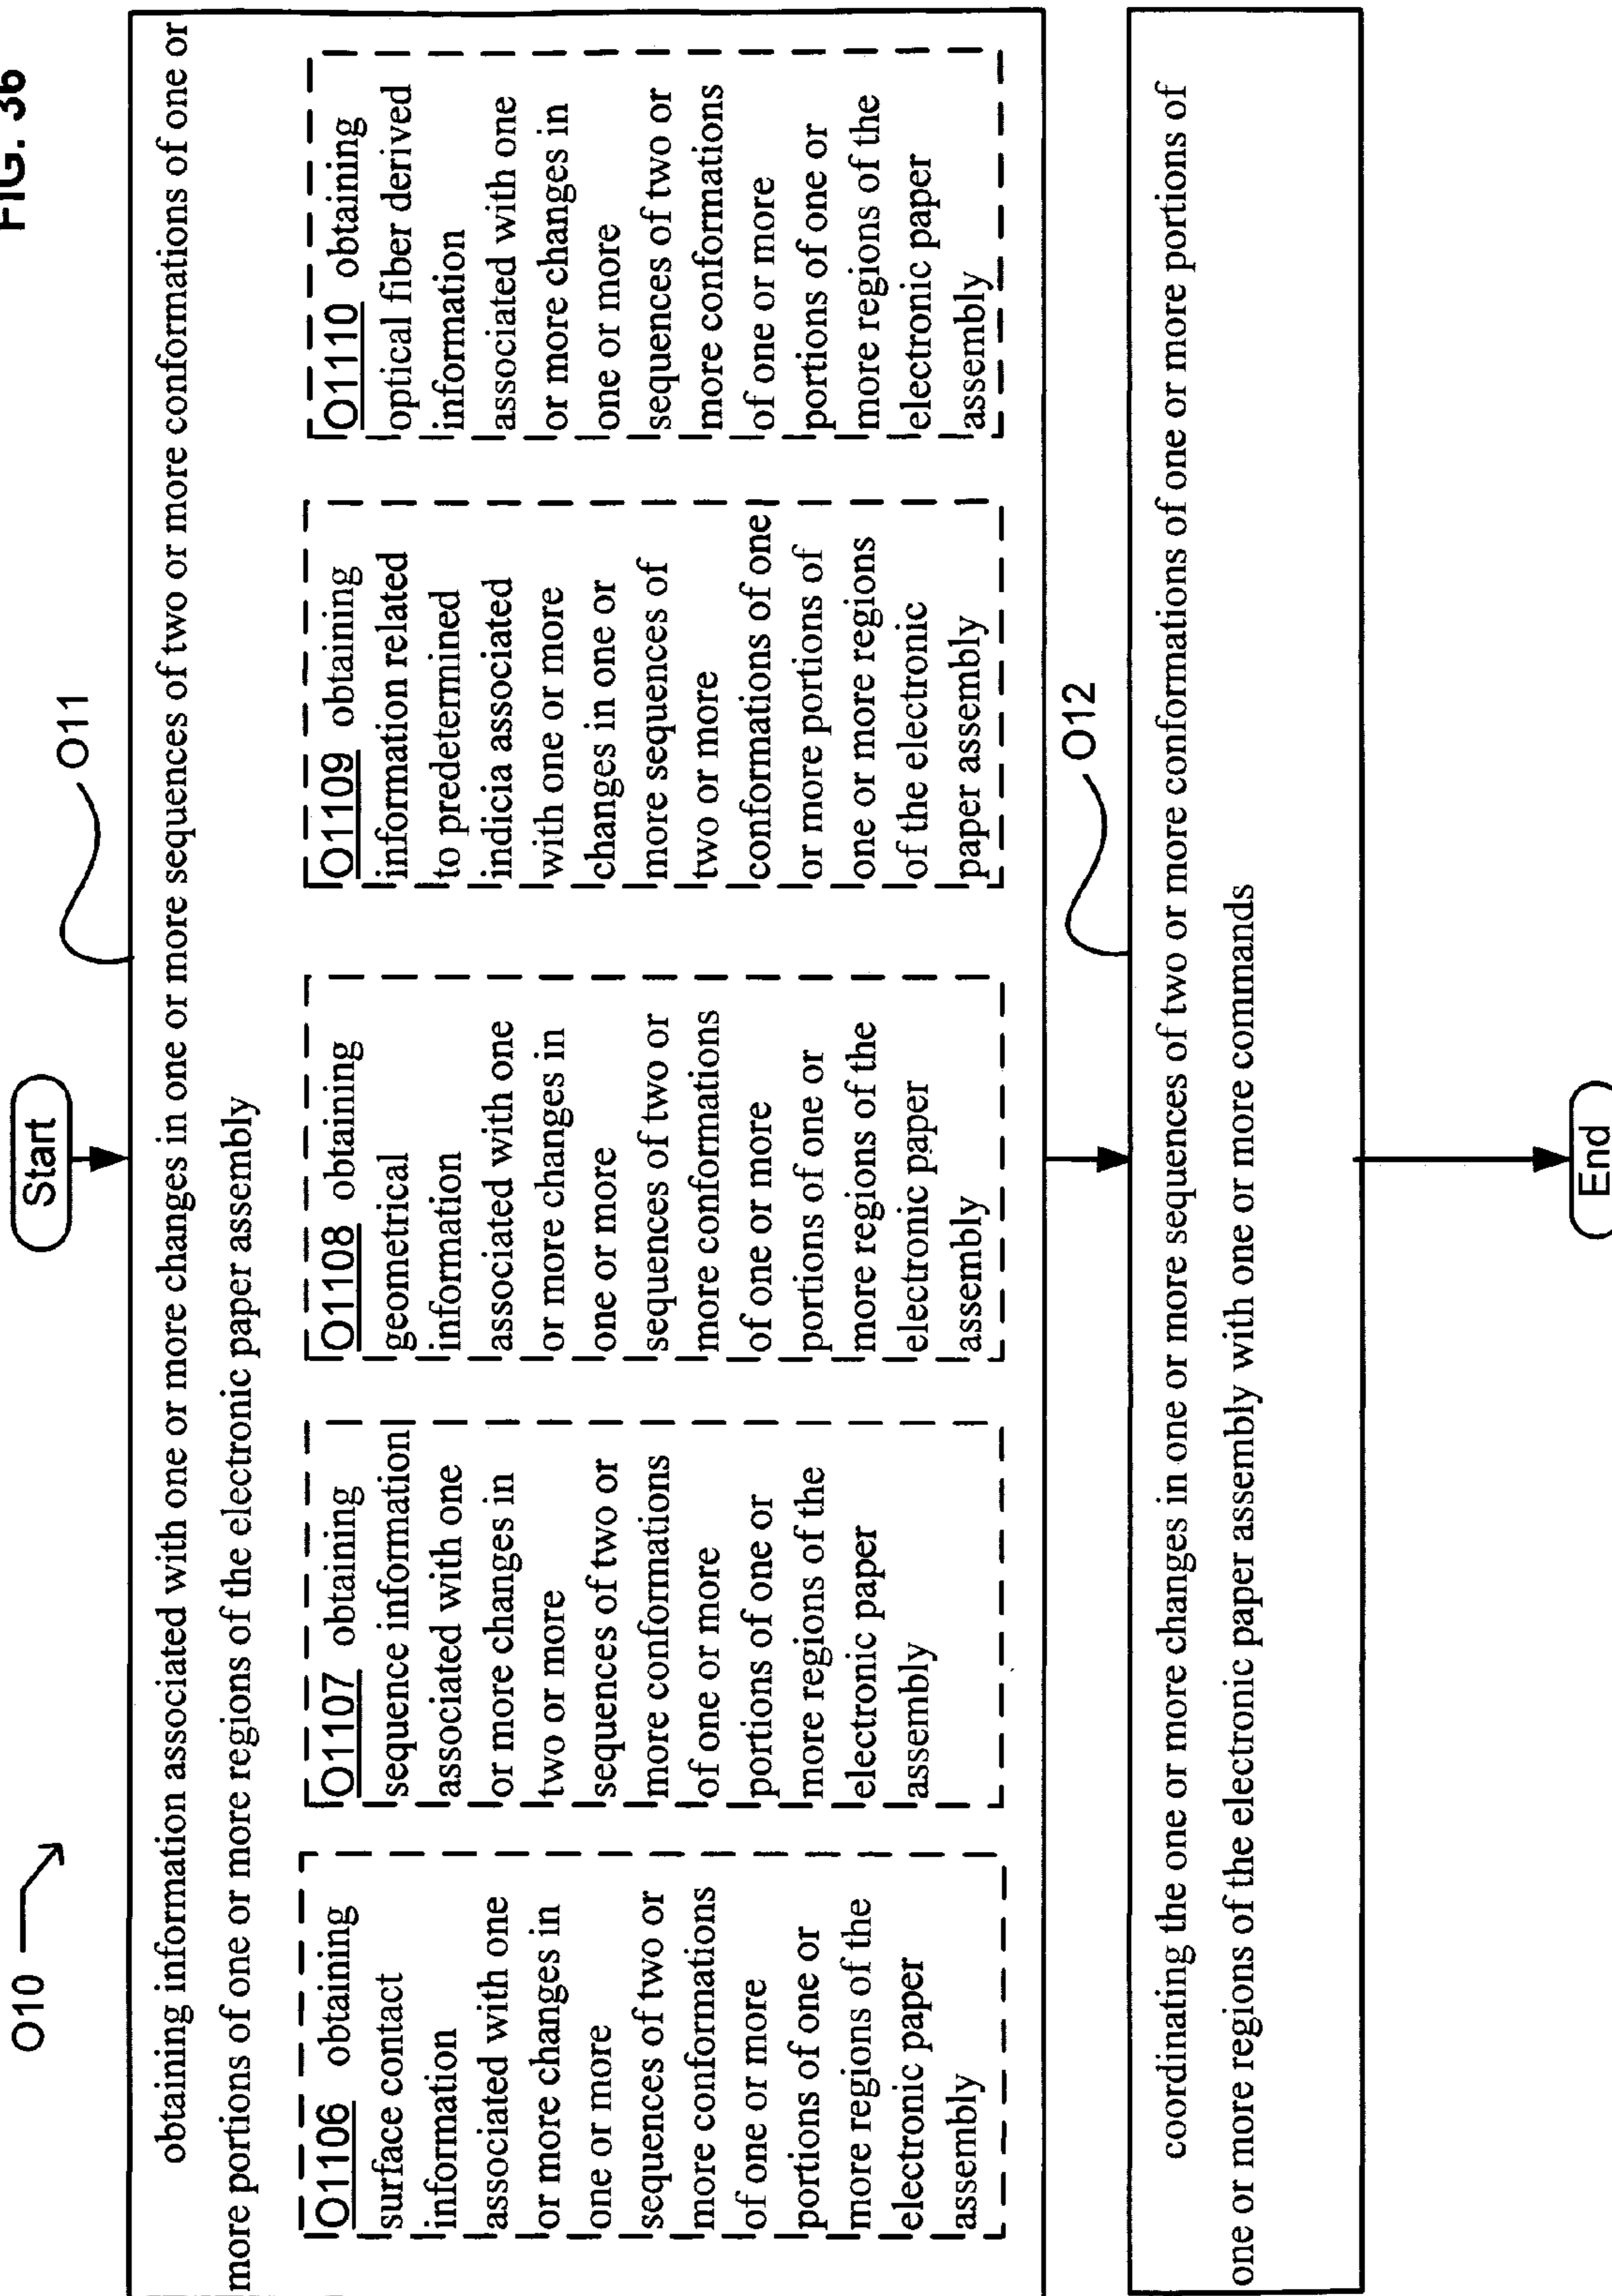 FIG. 36
O10
Start
O11
obtaining information associated with one or more changes in one or more sequences of two or more conformations of one or
more portions of one or more regions of the electronic paper assembly
O1106 obtaining
surface contact
information
associated with one
or more changes in
one or more
sequences of two or
more conformations
of one or more
portions of one or
more regions of the
electronic paper
assembly
O1107 obtaining
sequence information
associated with one
or more changes in
two or more
sequences of two or
more conformations
of one or more
portions of one or
more regions of the
electronic paper
assembly
O1108 obtaining
geometrical
information
associated with one
or more changes in
one or more
sequences of two or
more conformations
of one or more
portions of one or
more regions of the
electronic paper
assembly
O1109 obtaining
information related
to predetermined
indicia associated
with one or more
changes in one or
more sequences of
two or more
conformations of one
or more portions of
one or more regions
of the electronic
paper assembly
O1110 obtaining
optical fiber derived
information
associated with one
or more changes in
one or more
sequences of two or
more conformations
of one or more
portions of one or
more regions of the
electronic paper
assembly
O12
coordinating the one or more changes in one or more sequences of two or more conformations of one or more portions of
one or more regions of the electronic paper assembly with one or more commands
End